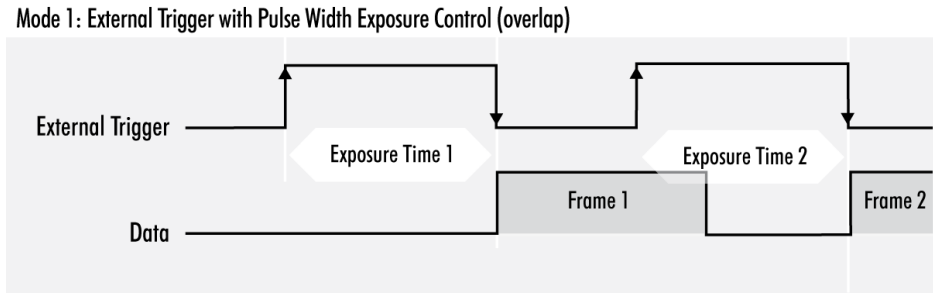 Mode 1: External Trigger with Pulse Width Exposure Control (overlap)
External Trigger
Exposure Time 1
Exposure Time 2
Frame 1
Frame 2
Data